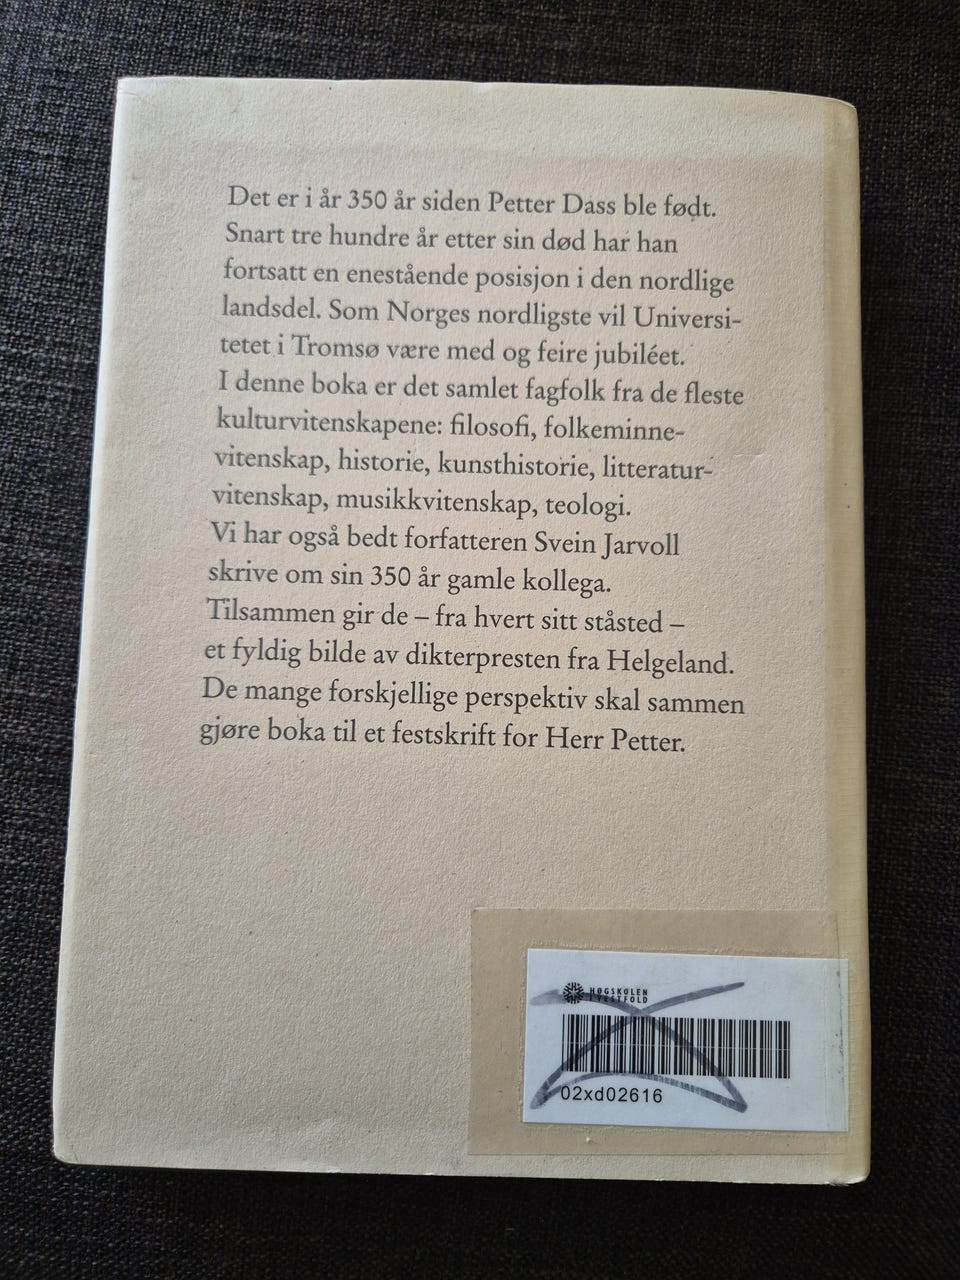 Det er i år 350 år siden Petter Dass ble født.
Snart tre hundre år etter sin død har han
fortsatt en enestående posisjon i den nordlige
landsdel. Som Norges nordligste vil Universi-
tetet i Tromsø være med og feire jubiléet.
I denne boka er det samlet fagfolk fra de fleste
kulturvitenskapene: filosofi, folkeminne-
vitenskap, historie, kunsthistorie, litteratur-
vitenskap, musikkvitenskap, teologi.
Vi har også bedt forfatteren Svein Jarvoll
skrive om sin 350 år gamle kollega.
Tilsammen gir de – fra hvert sitt ståsted –
et fyldig bilde av dikterpresten fra Helgeland.
De mange forskjellige perspektiv skal sammen
gjøre boka til et festskrift for Herr Petter.
HØGSKOLEN
I VESTFOLD
02xd02616